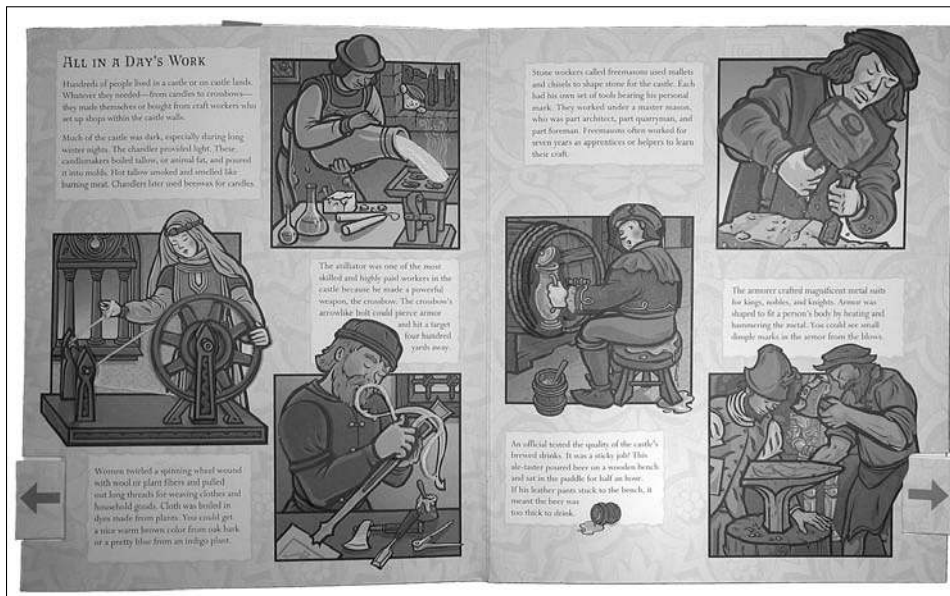 ALL IN A DAY'S WORK
Hundreds of people lived in a castle or on castle lands.
Whatever they needed—from candles to crossbows—
they made themselves or bought from craft workers who
set up shops within the castle walls.
Much of the castle was dark, especially during long
winter nights. The chandler provided light. These
candlemakers boiled tallow, or animal fat, and poured
it into molds. Hot tallow smoked and smelled like
burning meat. Chandlers later used beeswax for candles.
The atilliator was one of the most
skilled and highly paid workers in the
castle because he made a powerful
weapon, the crossbow. The crossbow's
arrowlike bolt could pierce armor
and hit a target
four hundred
yards away.
Women twirled a spinning wheel wound
with wool or plant fibers and pulled
out long threads for weaving clothes and
household goods. Cloth was boiled in
dyes made from plants. You could get
a nice warm brown color from oak bark
or a pretty blue from an indigo plant.
Stone workers called freemasons used mallets
and chisels to shape stone for the castle. Each
had his own set of tools bearing his personal
mark. They worked under a master mason,
who was part architect, part quarryman, and
part foreman. Freemasons often worked for
seven years as apprentices or helpers to learn
their craft.
The armorer crafted magnificent metal suits
for kings, nobles, and knights. Armor was
shaped to fit a person's body by heating and
hammering the metal. You could see small
dimply marks in the armor from the blows.
An official tested the quality of the castle's
brewed drinks. It was a sticky job! This
ale-taster poured beer on a wooden bench
and sat in the puddle for half an hour.
If his leather pants stuck to the bench, it
meant the beer was
too thick to drink.